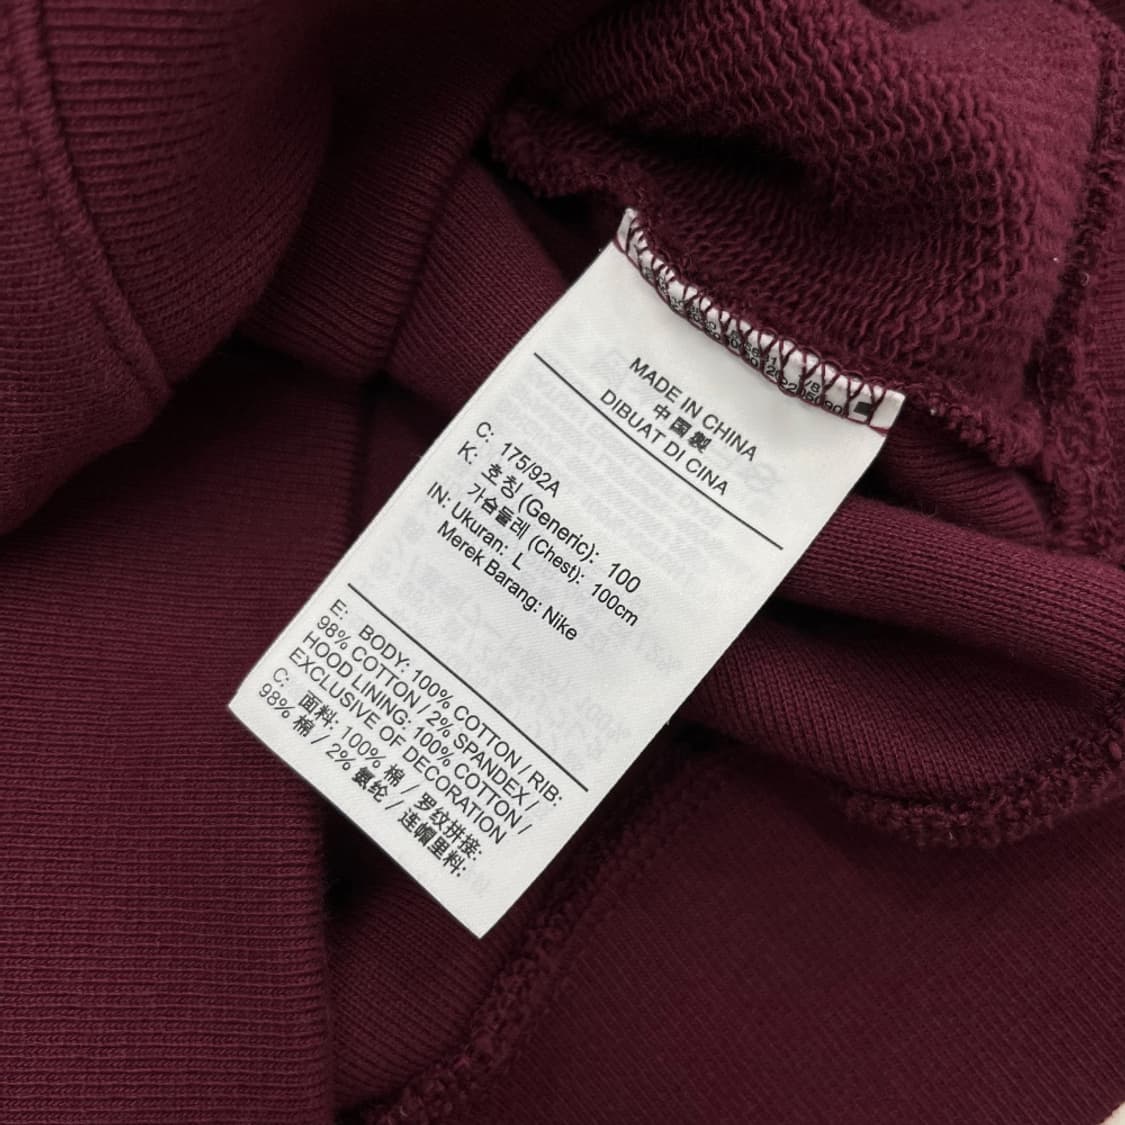 MADE IN CHINA
中国製
DIBUAT DI CINA
C: 175/92A
K: 호칭 (Generic): 100
가슴둘레 (Chest): 100cm
IN: Ukuran: L
Merek Barang: Nike
E: BODY: 100% COTTON / RIB:
98% COTTON / 2% SPANDEX /
HOOD LINING: 100% COTTON /
EXCLUSIVE OF DECORATION
C: 面料: 100% 棉 / 罗纹拼接:
98% 棉 / 2% 氨纶 / 连帽里料: